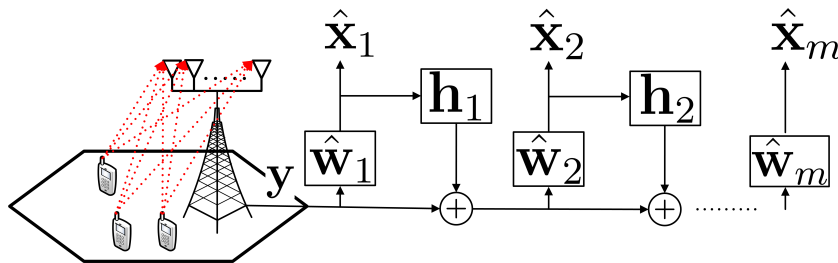 x̂₁ x̂₂ x̂ₘ
h₁ h₂
ŵ₁ ŵ₂ ŵₘ
y